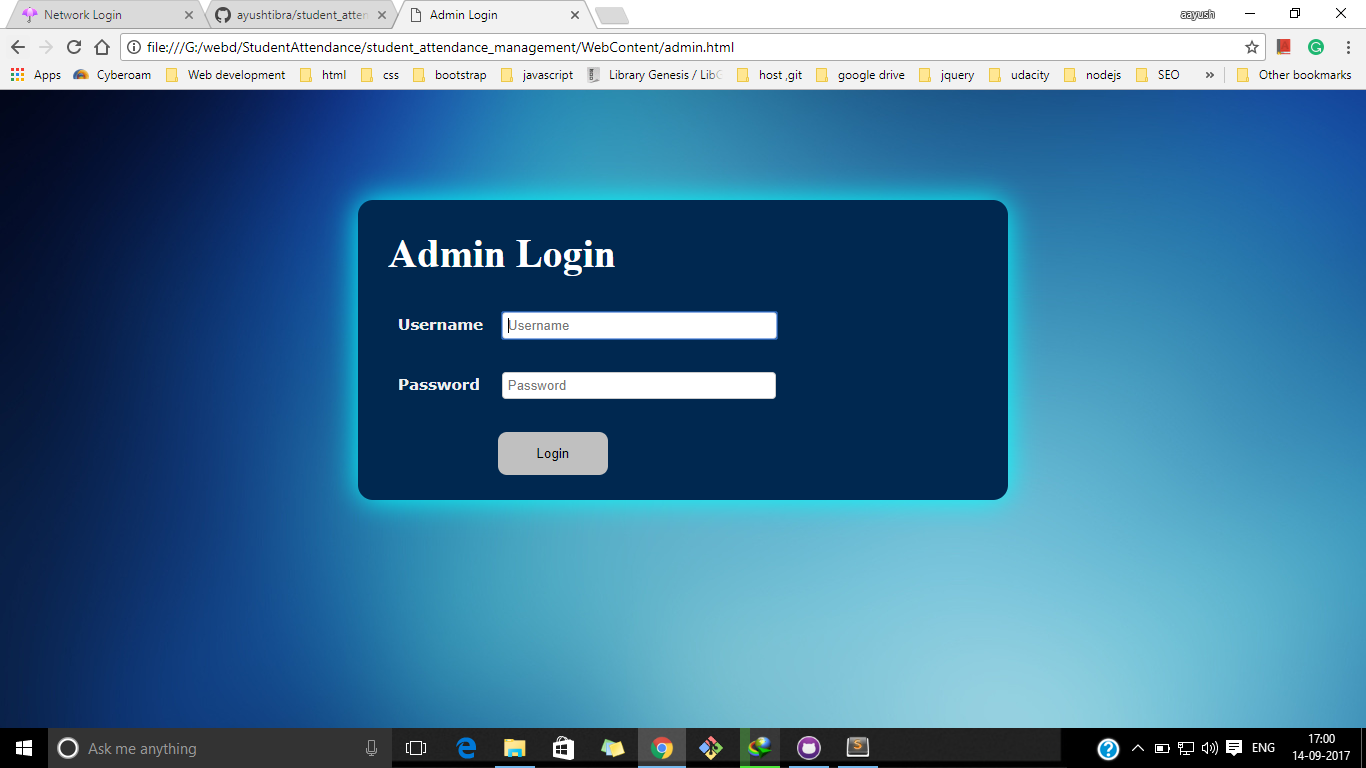 Network Login
ayushtibra/student_atten
Admin Login
aayush
file:///G:/webd/StudentAttendance/student_attendance_management/WebContent/admin.html
Apps Cyberoam Web development html css bootstrap javascript Library Genesis / LibG host ,git google drive jquery udacity nodejs SEO » Other bookmarks
Admin Login
Username Username
Password Password
Login
Ask me anything
ENG
17:00
14-09-2017